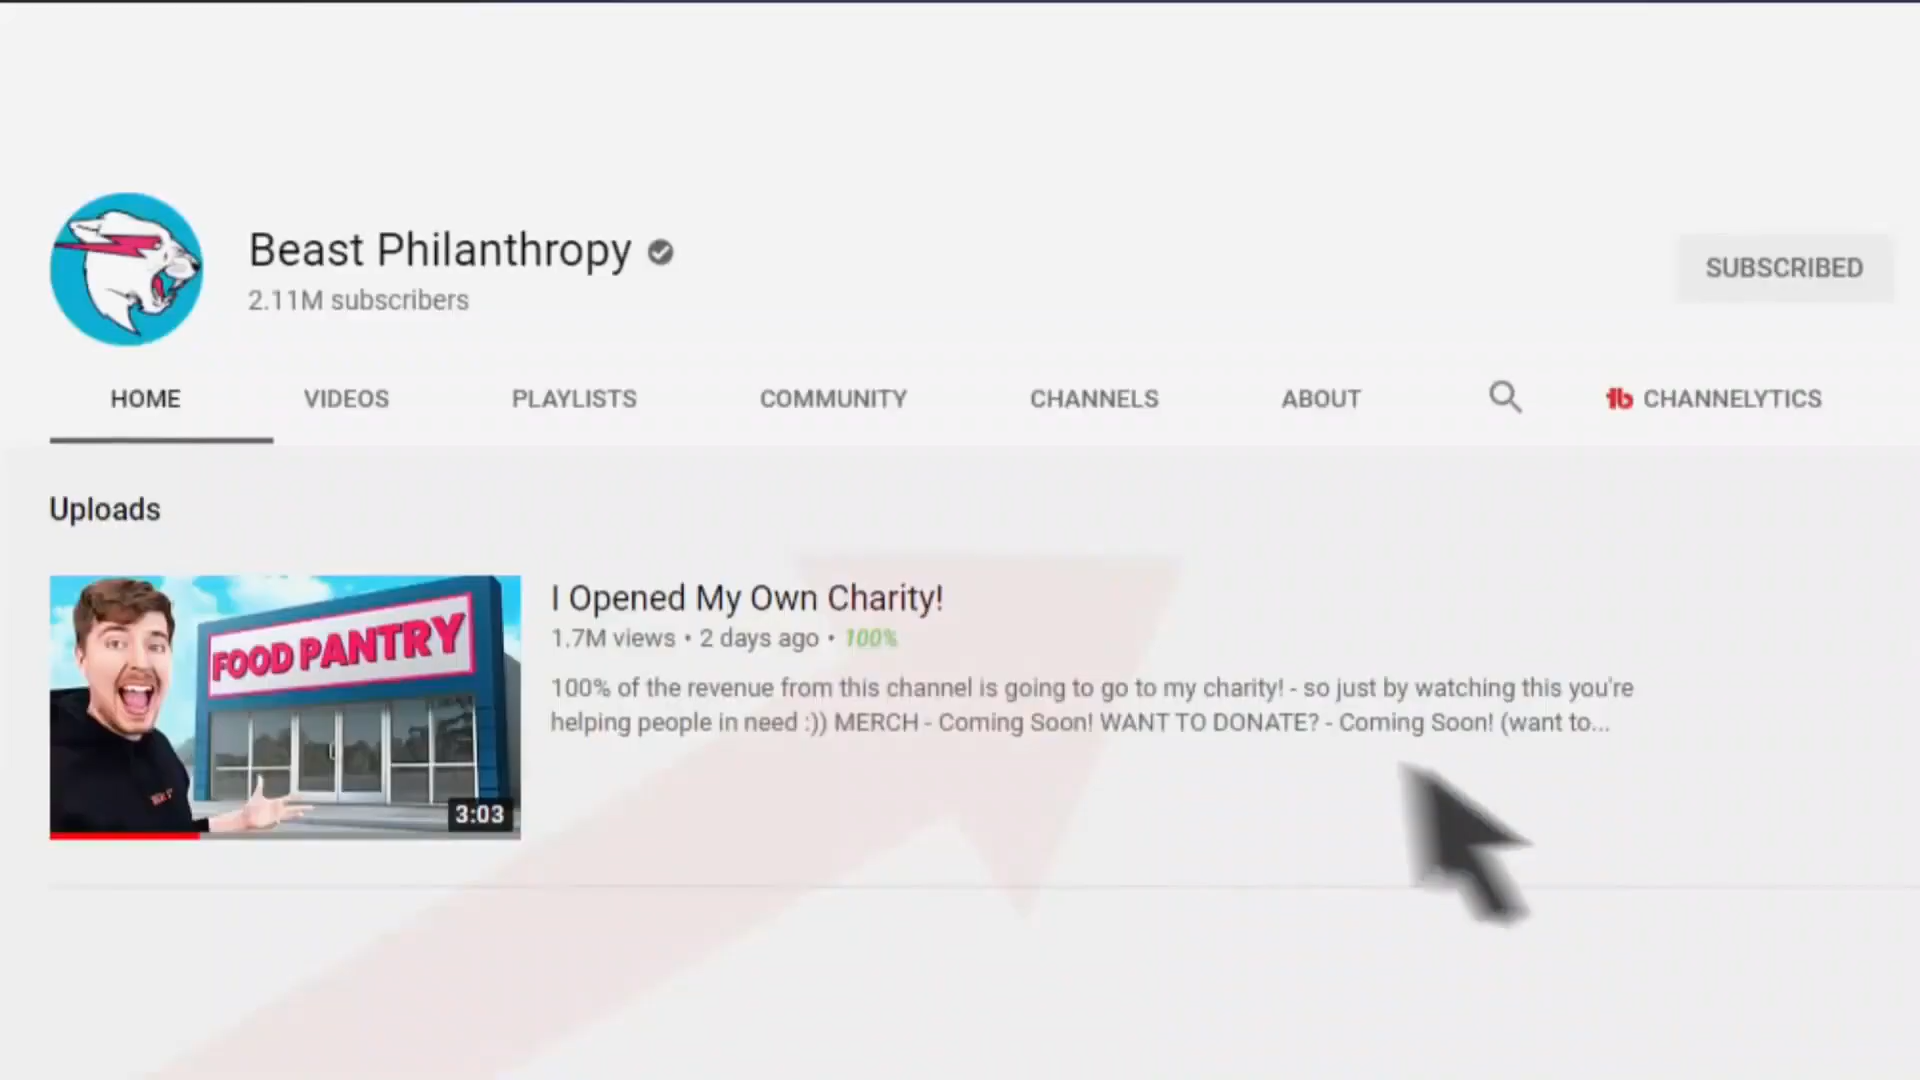 Beast Philanthropy
2.11M subscribers
SUBSCRIBED
HOME
VIDEOS
PLAYLISTS
COMMUNITY
CHANNELS
ABOUT
CHANNELYTICS
Uploads
FOOD PANTRY
3:03
I Opened My Own Charity!
1.7M views • 2 days ago • 100%
100% of the revenue from this channel is going to go to my charity! - so just by watching this you're
helping people in need :)) MERCH - Coming Soon! WANT TO DONATE? - Coming Soon! (want to...